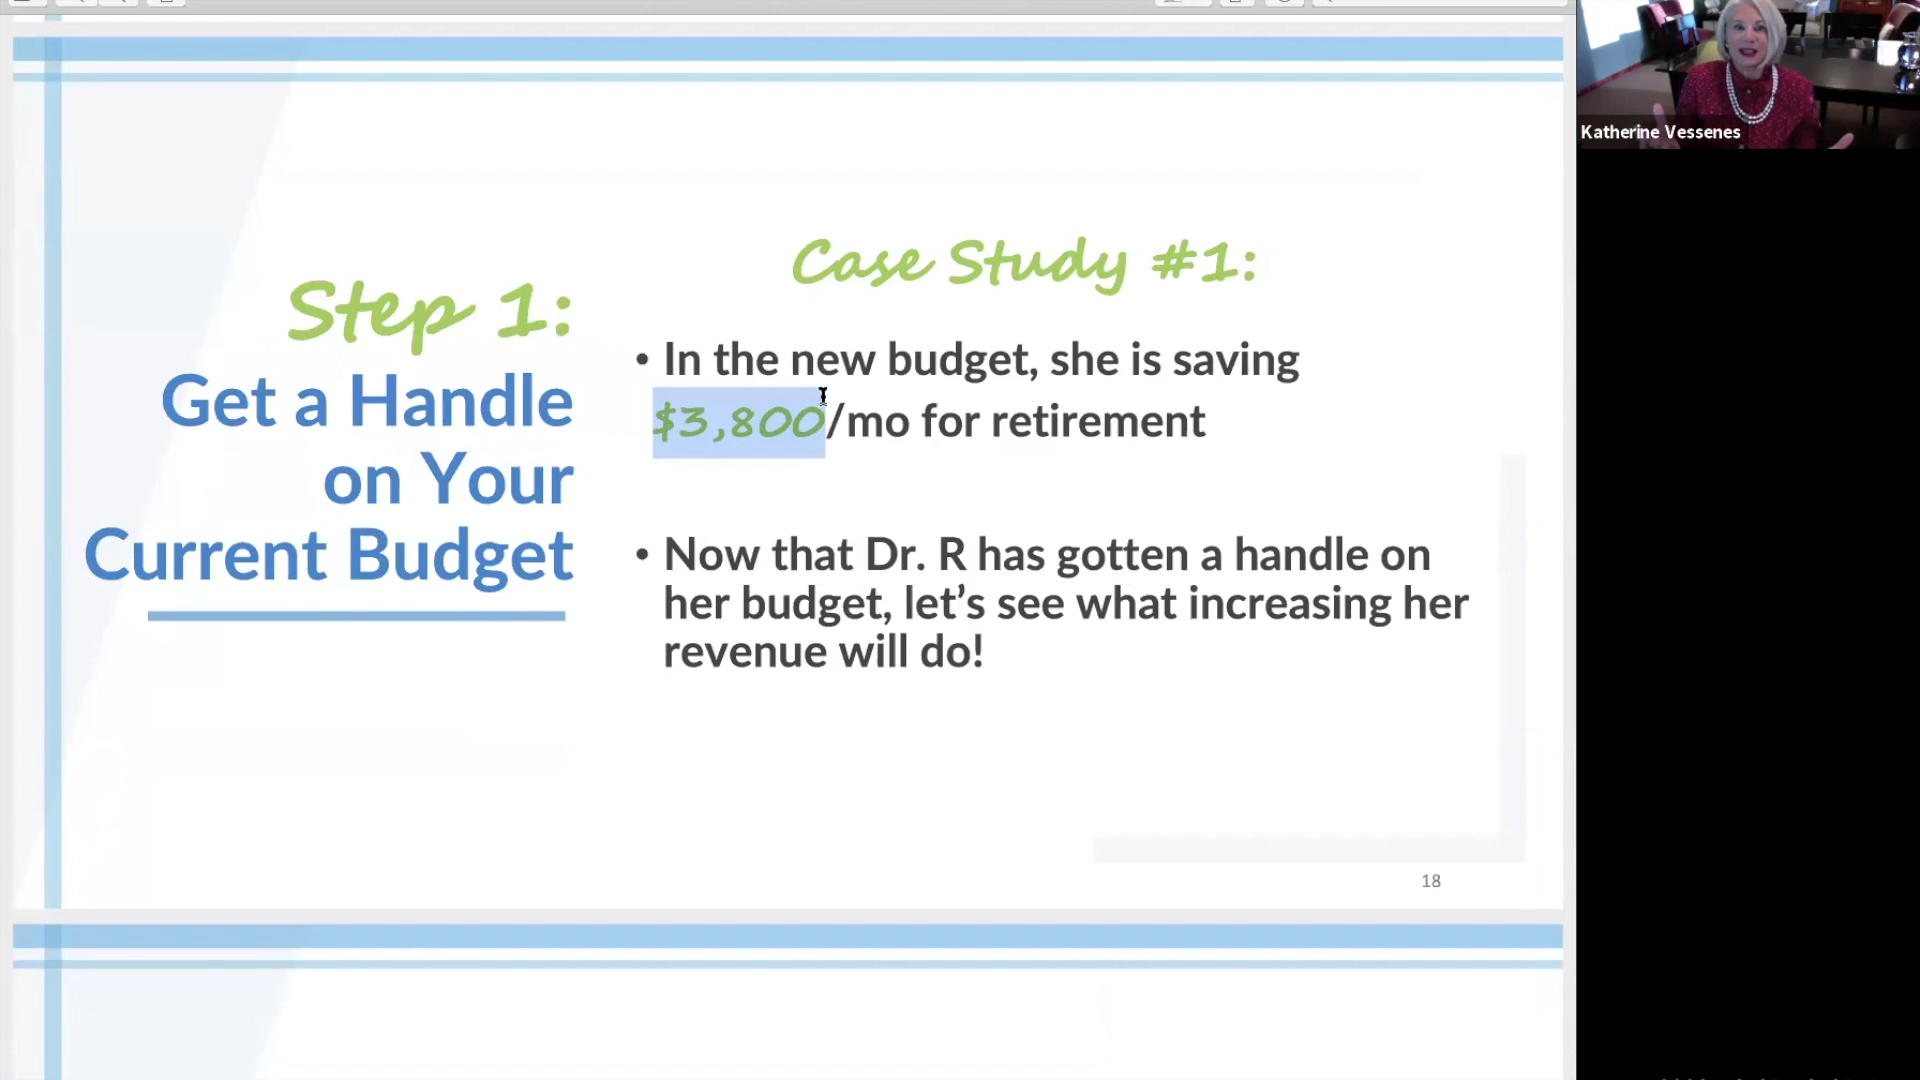 Katherine Vessenes
Step 1:
Get a Handle
on Your
Current Budget
Case Study #1:
• In the new budget, she is saving
$3,800/mo for retirement
• Now that Dr. R has gotten a handle on
her budget, let’s see what increasing her
revenue will do!
18